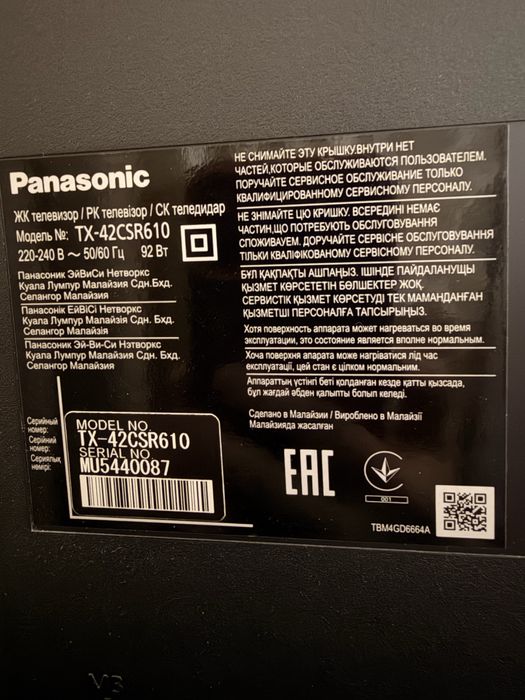 Panasonic
ЖК телевизор / РК телевізор / СК теледидар
Модель №: TX-42CSR610
220-240 В ~ 50/60 Гц 92 Вт
Панасоник ЭйВиСи Нетворкс
Куала Лумпур Малайзия Сдн.Бхд.
Селангор Малайзия
Панасонік ЕйВіСі Нетворкс
Куала Лумпур Малайзія Сдн. Бхд.
Селангор Малайзія
Панасоник Эй-Ви-Си Нэтворкс
Куала Лумпур Малайзия Сдн. Бхд.
Селангор Малайзия
Серийный
номер:
Серійний
номер:
Сериялық
нөмірі:
MODEL NO
TX-42CSR610
SERIAL NO
MU5440087
НЕ СНИМАЙТЕ ЭТУ КРЫШКУ.ВНУТРИ НЕТ
ЧАСТЕЙ,КОТОРЫЕ ОБСЛУЖИВАЮТСЯ ПОЛЬЗОВАТЕЛЕМ.
ПОРУЧАЙТЕ СЕРВИСНОЕ ОБСЛУЖИВАНИЕ ТОЛЬКО
КВАЛИФИЦИРОВАННОМУ СЕРВИСНОМУ ПЕРСОНАЛУ.
НЕ ЗНІМАЙТЕ ЦЮ КРИШКУ. ВСЕРЕДИНІ НЕМАЄ
ЧАСТИН,ЩО ПОТРЕБУЮТЬ ОБСЛУГОВУВАННЯ
СПОЖИВАЧЕМ. ДОРУЧАЙТЕ СЕРВІСНЕ ОБСЛУГОВУВАННЯ
ТІЛЬКИ КВАЛІФІКОВАНОМУ СЕРВІСНОМУ ПЕРСОНАЛУ.
БҰЛ ҚАҚПАҚТЫ АШПАҢЫЗ. ІШІНДЕ ПАЙДАЛАНУШЫ
ҚЫЗМЕТ КӨРСЕТЕТІН БӨЛШЕКТЕР ЖОҚ.
СЕРВИСТІК ҚЫЗМЕТ КӨРСЕТУДІ ТЕК МАМАНДАНҒАН
ҚЫЗМЕТШІ ПЕРСОНАЛҒА ТАПСЫРЫҢЫЗ.
Хотя поверхность аппарата может нагреваться во время
эксплуатации, это состояние является вполне нормальным.
Хоча поверхня апарата може нагріватися під час
експлуатації, цей стан є цілком нормальним.
Аппараттың үстіңгі беті қолданған кезде қатты қызсада,
бұл жағдай әбден қалыпты болып келеді.
Сделано в Малайзии / Вироблено в Малайзії
Малайзияда жасалған
EAC
001
TBM4GD6664A
V3